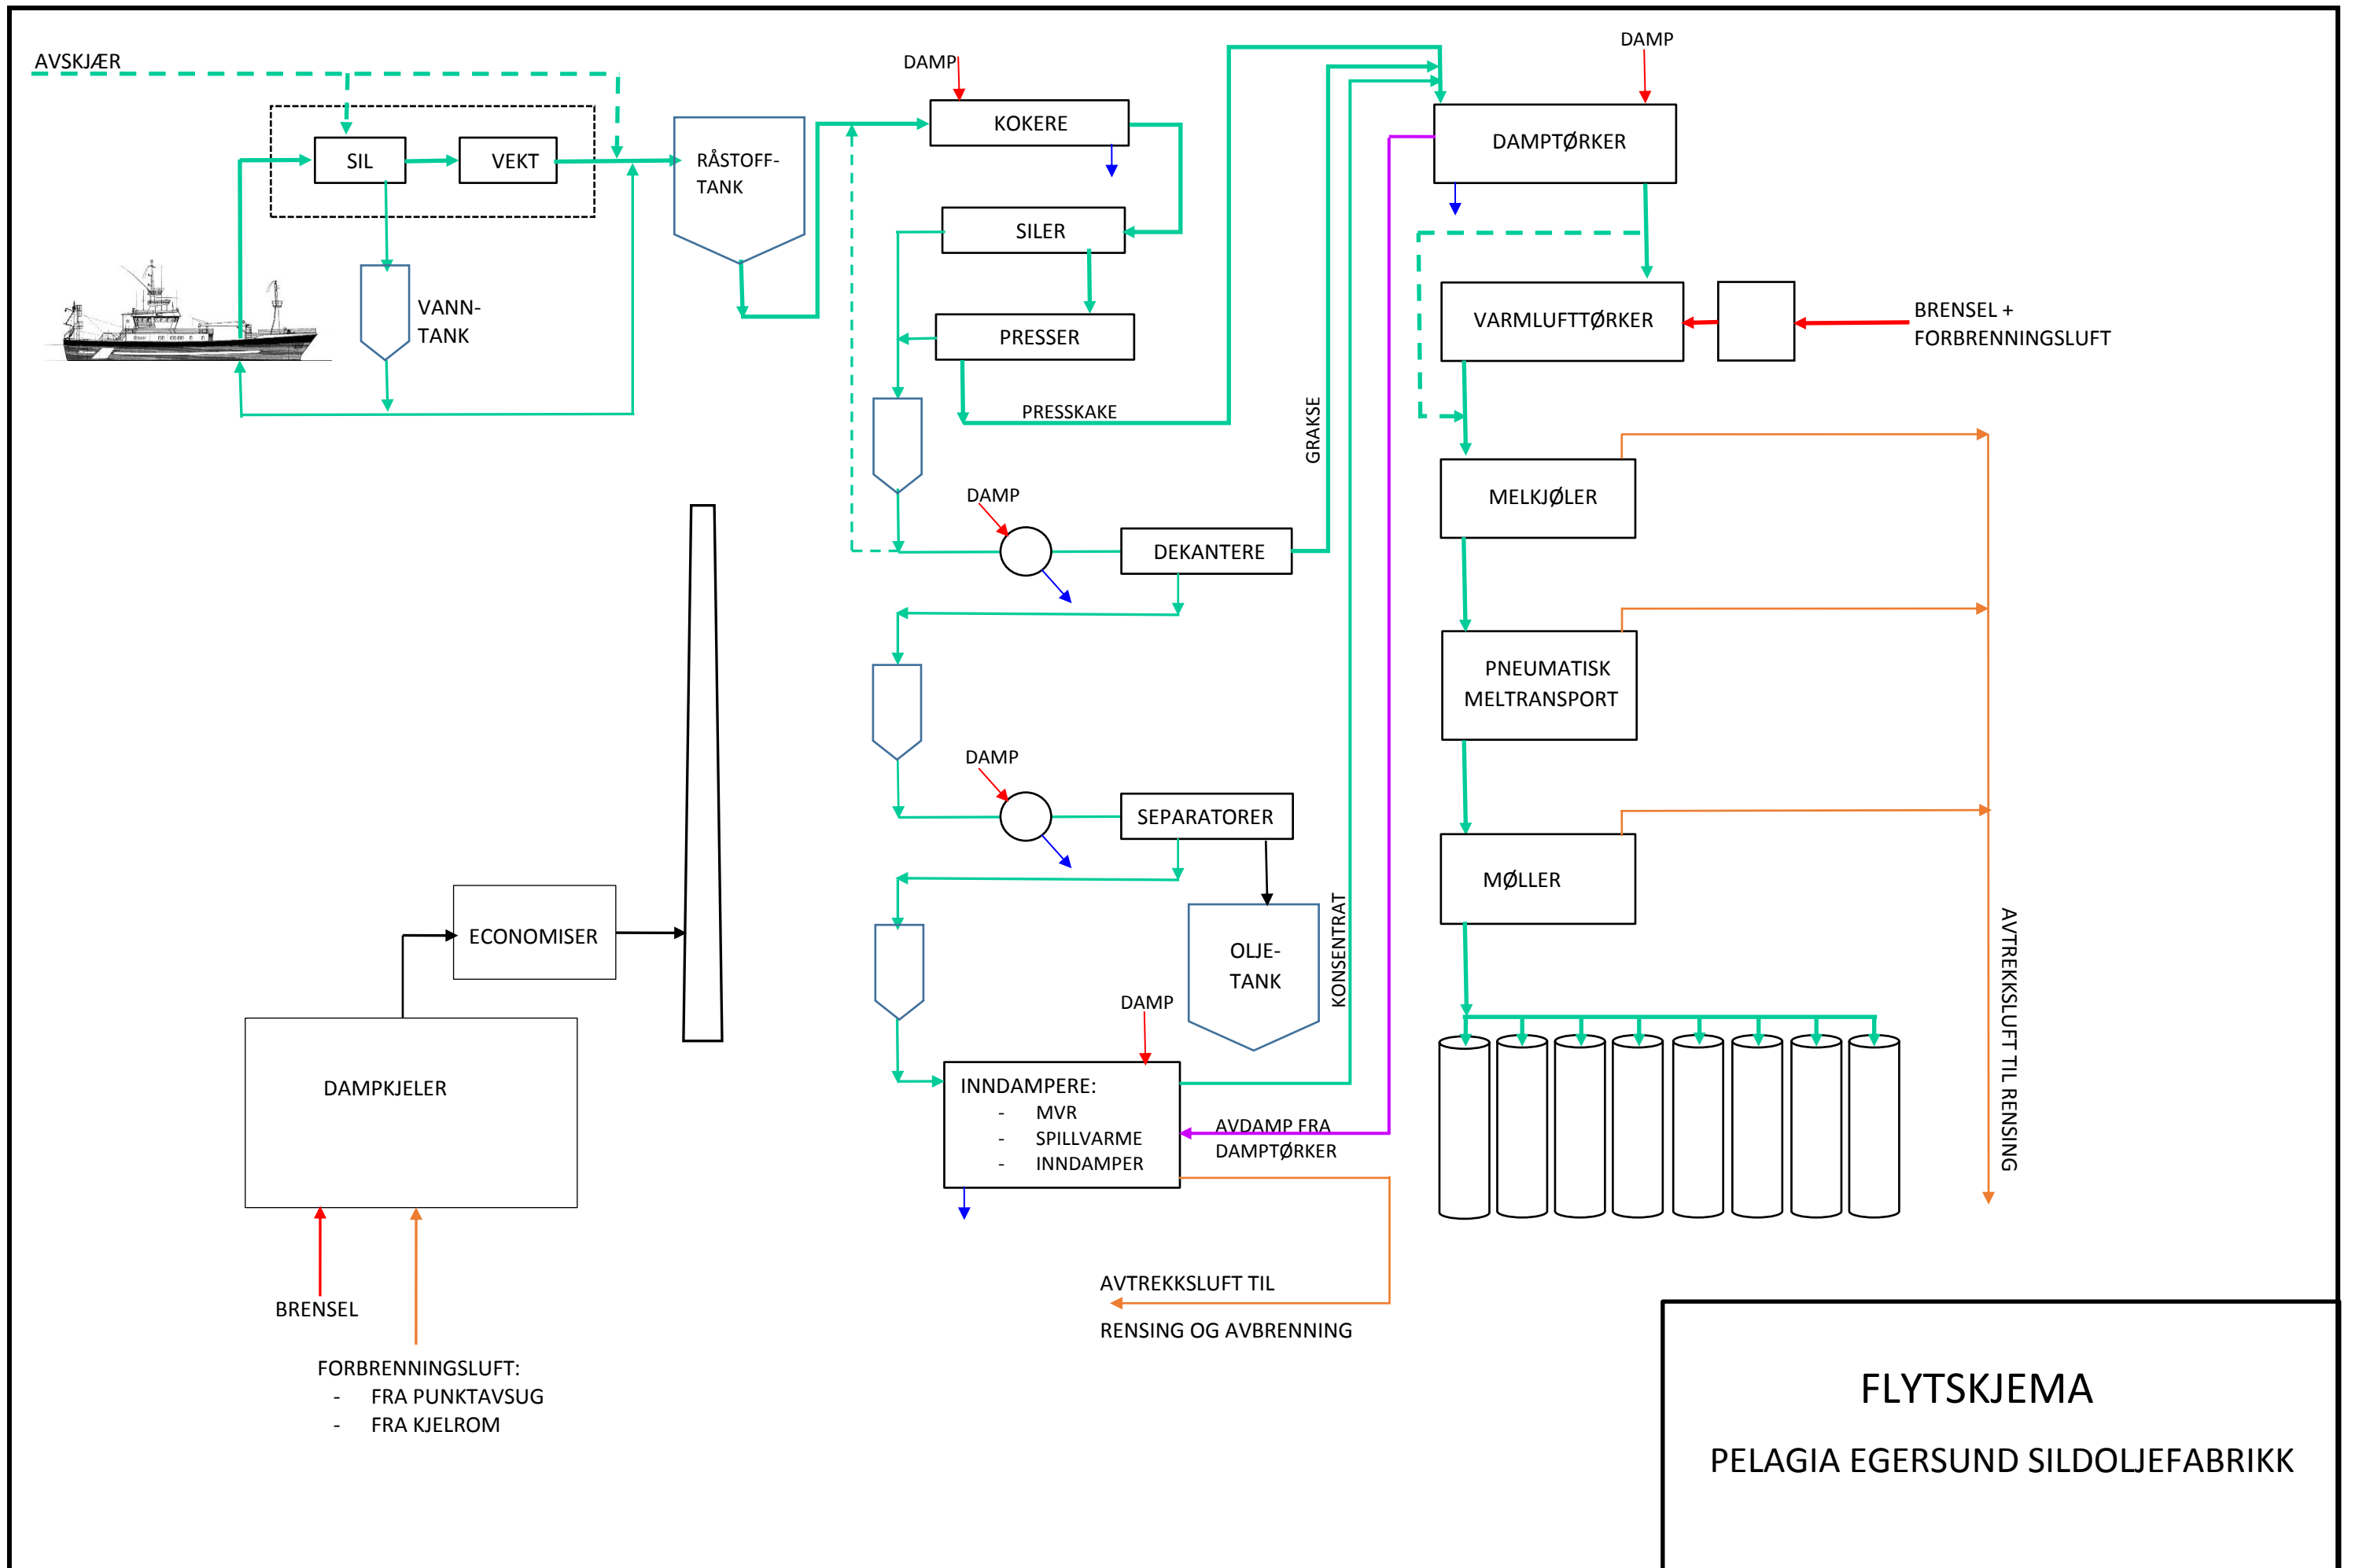 AVSKJÆR
SIL
VEKT
VANN-
TANK
RÅSTOFF-
TANK
DAMP
KOKERE
SILER
PRESSER
PRESSKAKE
GRAKSE
DAMP
DEKANTERE
DAMP
SEPARATORER
OLJE-
TANK
KONSENTRAT
DAMP
INNDAMPERE:
- MVR
- SPILLVARME
- INNDAMPER
AVDAMP FRA
DAMPTØRKER
AVTREKKSLUFT TIL
RENSING OG AVBRENNING
DAMP
DAMPTØRKER
VARMLUFTTØRKER
BRENSEL +
FORBRENNINGSLUFT
MELKJØLER
PNEUMATISK
MELTRANSPORT
MØLLER
AVTREKKSLUFT TIL RENSING
ECONOMISER
DAMPKJELER
BRENSEL
FORBRENNINGSLUFT:
- FRA PUNKTAVSUG
- FRA KJELROM
FLYTSKJEMA
PELAGIA EGERSUND SILDOLJEFABRIKK